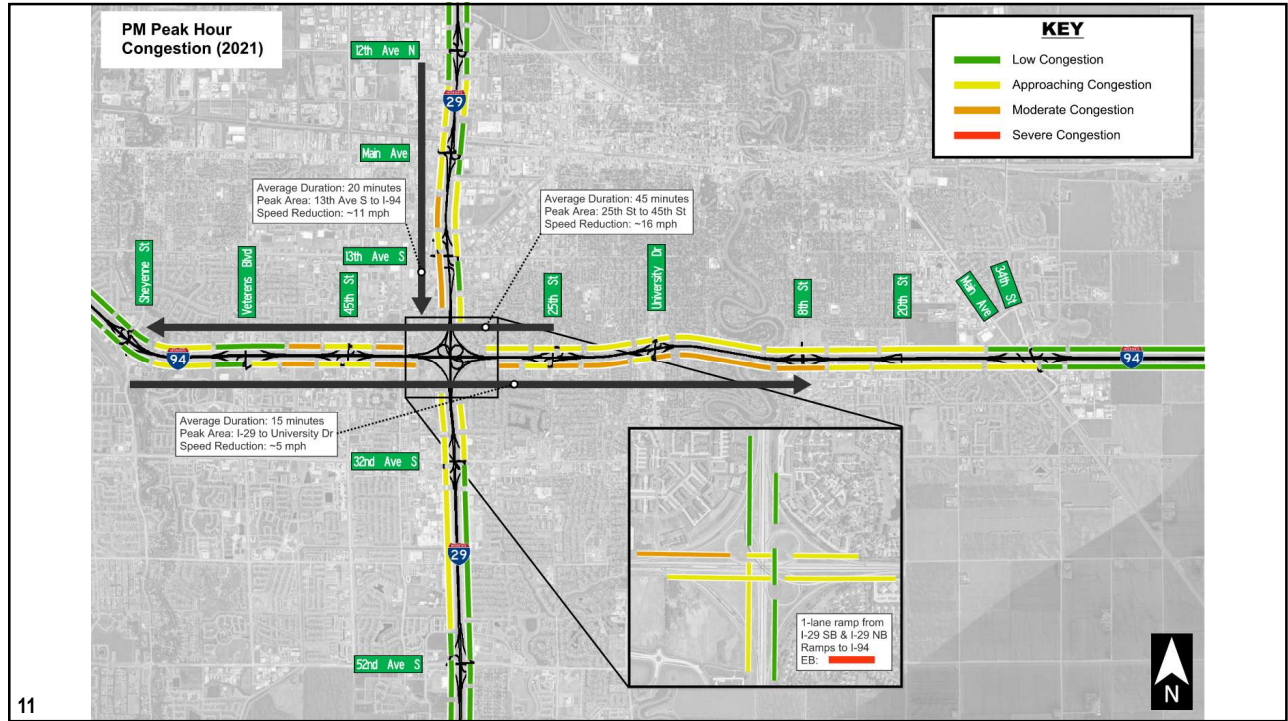 PM Peak Hour
Congestion (2021)
12th Ave N
KEY
Low Congestion
Approaching Congestion
Moderate Congestion
Severe Congestion
29
Main Ave
Average Duration: 20 minutes
Peak Area: 13th Ave S to I-94
Speed Reduction: ~11 mph
Average Duration: 45 minutes
Peak Area: 25th St to 45th St
Speed Reduction: ~16 mph
13th Ave S
Sheyenne St
Veterens Blvd
45th St
25th St
University Dr
8th St
20th St
Main Ave
34th St
94
94
Average Duration: 15 minutes
Peak Area: I-29 to University Dr
Speed Reduction: ~5 mph
32nd Ave S
29
52nd Ave S
1-lane ramp from
I-29 SB & I-29 NB
Ramps to I-94
EB:
N
11